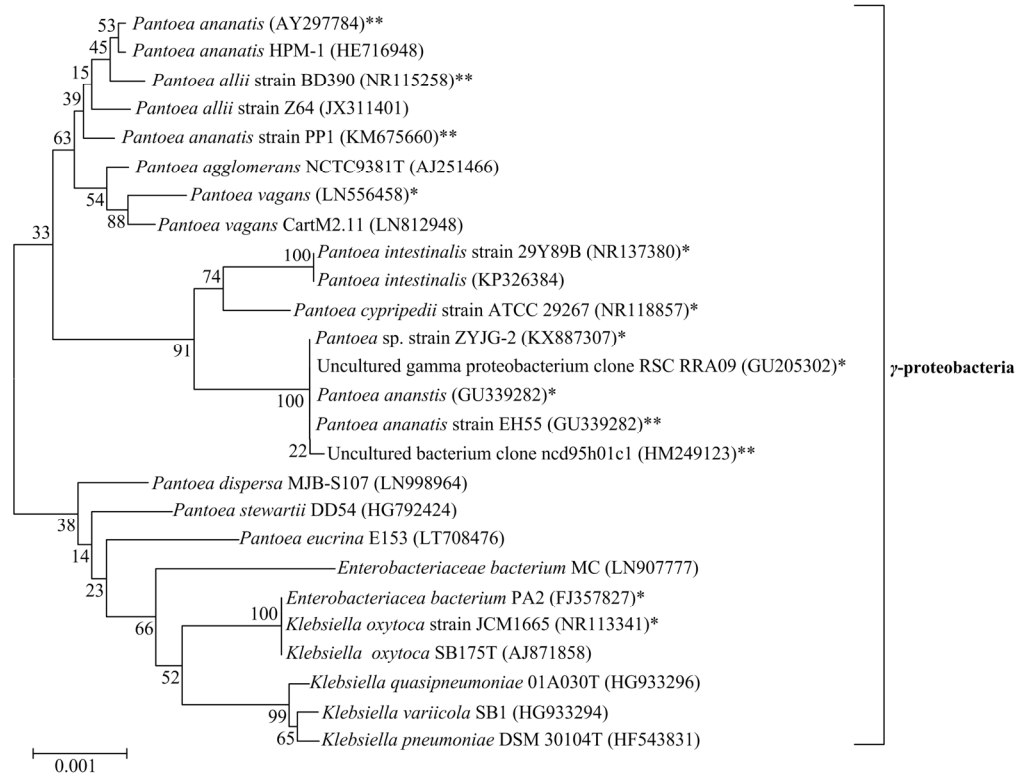 53
Pantoea ananatis (AY297784)**
45
Pantoea ananatis HPM-1 (HE716948)
15
Pantoea allii strain BD390 (NR115258)**
39
Pantoea allii strain Z64 (JX311401)
63
Pantoea ananatis strain PP1 (KM675660)**
Pantoea agglomerans NCTC9381T (AJ251466)
54
Pantoea vagans (LN556458)*
88
Pantoea vagans CartM2.11 (LN812948)
33
100
Pantoea intestinalis strain 29Y89B (NR137380)*
74
Pantoea intestinalis (KP326384)
Pantoea cypripedii strain ATCC 29267 (NR118857)*
91
Pantoea sp. strain ZYJG-2 (KX887307)*
Uncultured gamma proteobacterium clone RSC RRA09 (GU205302)*
γ-proteobacteria
100
Pantoea ananstis (GU339282)*
Pantoea ananatis strain EH55 (GU339282)**
22
Uncultured bacterium clone ncd95h01c1 (HM249123)**
Pantoea dispersa MJB-S107 (LN998964)
38
Pantoea stewartii DD54 (HG792424)
14
Pantoea eucrina E153 (LT708476)
23
Enterobacteriaceae bacterium MC (LN907777)
66
Enterobacteriacea bacterium PA2 (FJ357827)*
100
Klebsiella oxytoca strain JCM1665 (NR113341)*
Klebsiella oxytoca SB175T (AJ871858)
52
Klebsiella quasipneumoniae 01A030T (HG933296)
99
Klebsiella variicola SB1 (HG933294)
65
Klebsiella pneumoniae DSM 30104T (HF543831)
0.001